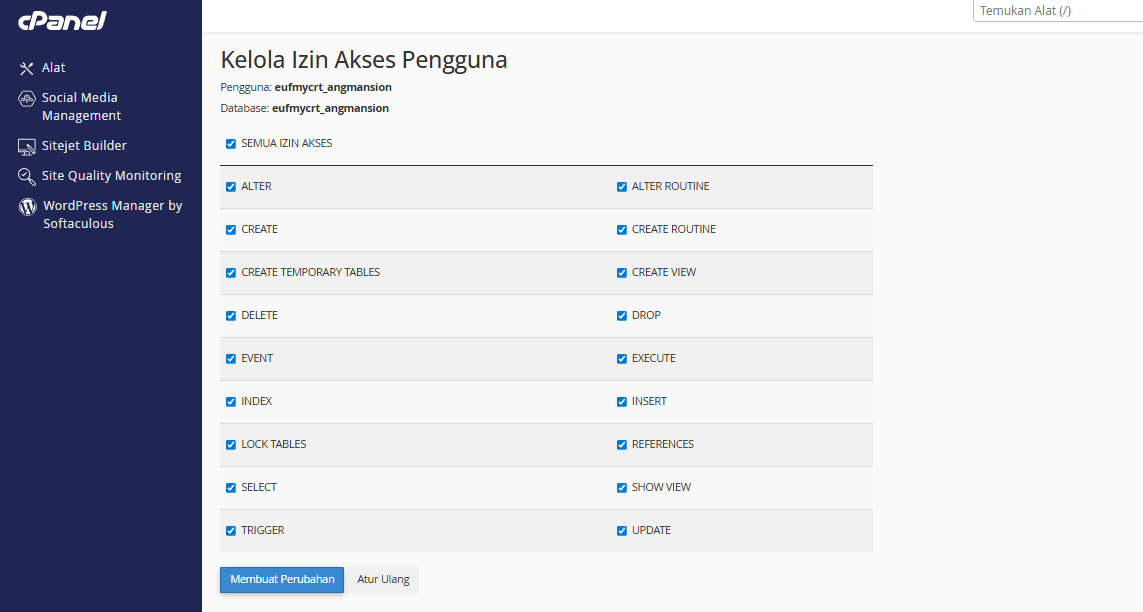 cPanel
Temukan Alat (/)
Alat
Social Media
Management
Sitejet Builder
Site Quality Monitoring
WordPress Manager by
Softaculous
Kelola Izin Akses Pengguna
Pengguna: eufmycrt_angmansion
Database: eufmycrt_angmansion
SEMUA IZIN AKSES
ALTER
ALTER ROUTINE
CREATE
CREATE ROUTINE
CREATE TEMPORARY TABLES
CREATE VIEW
DELETE
DROP
EVENT
EXECUTE
INDEX
INSERT
LOCK TABLES
REFERENCES
SELECT
SHOW VIEW
TRIGGER
UPDATE
Membuat Perubahan
Atur Ulang